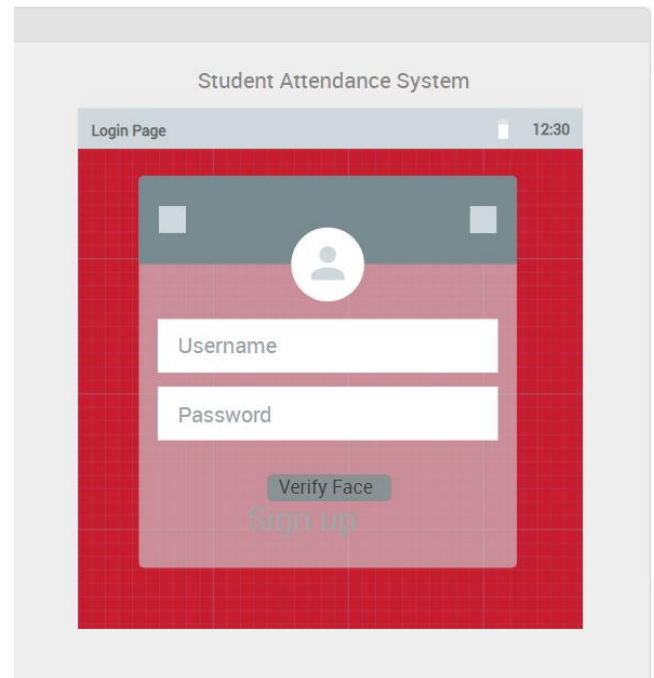 Student Attendance System
Login Page 12:30
Username
Password
Verify Face
Sign up